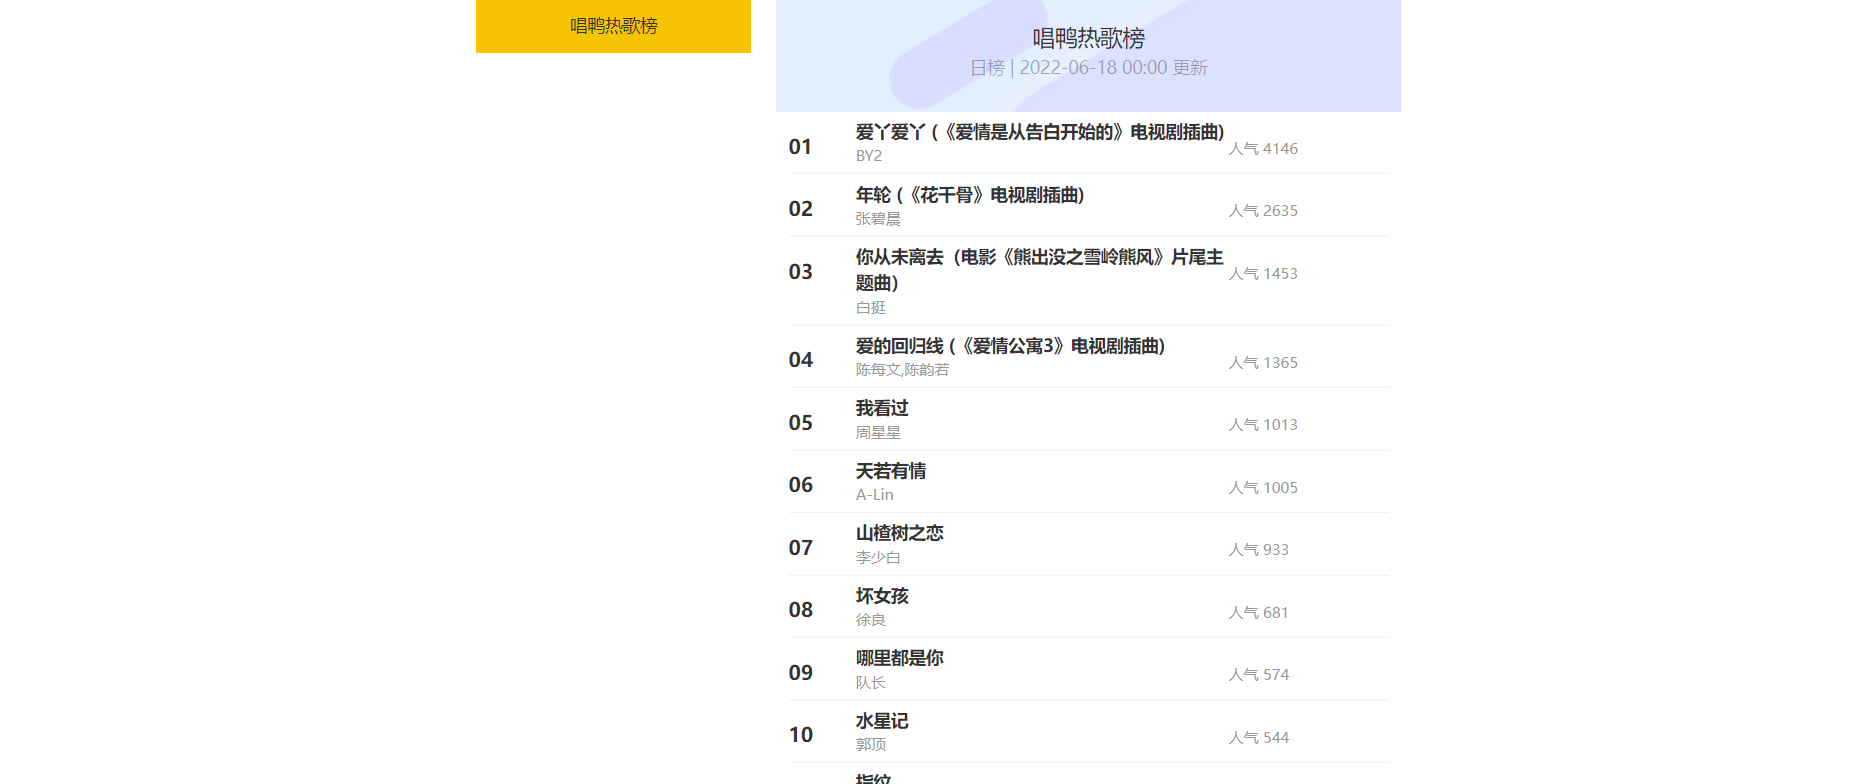 唱鸭热歌榜
唱鸭热歌榜
日榜 | 2022-06-18 00:00 更新
01
爱丫爱丫 (《爱情是从告白开始的》电视剧插曲)
BY2
人气 4146
02
年轮 (《花千骨》电视剧插曲)
张碧晨
人气 2635
03
你从未离去 (电影《熊出没之雪岭熊风》片尾主
题曲)
白挺
人气 1453
04
爱的回归线 (《爱情公寓3》电视剧插曲)
陈每文,陈韵若
人气 1365
05
我看过
周星星
人气 1013
06
天若有情
A-Lin
人气 1005
07
山楂树之恋
李少白
人气 933
08
坏女孩
徐良
人气 681
09
哪里都是你
队长
人气 574
10
水星记
郭顶
人气 544
指纹